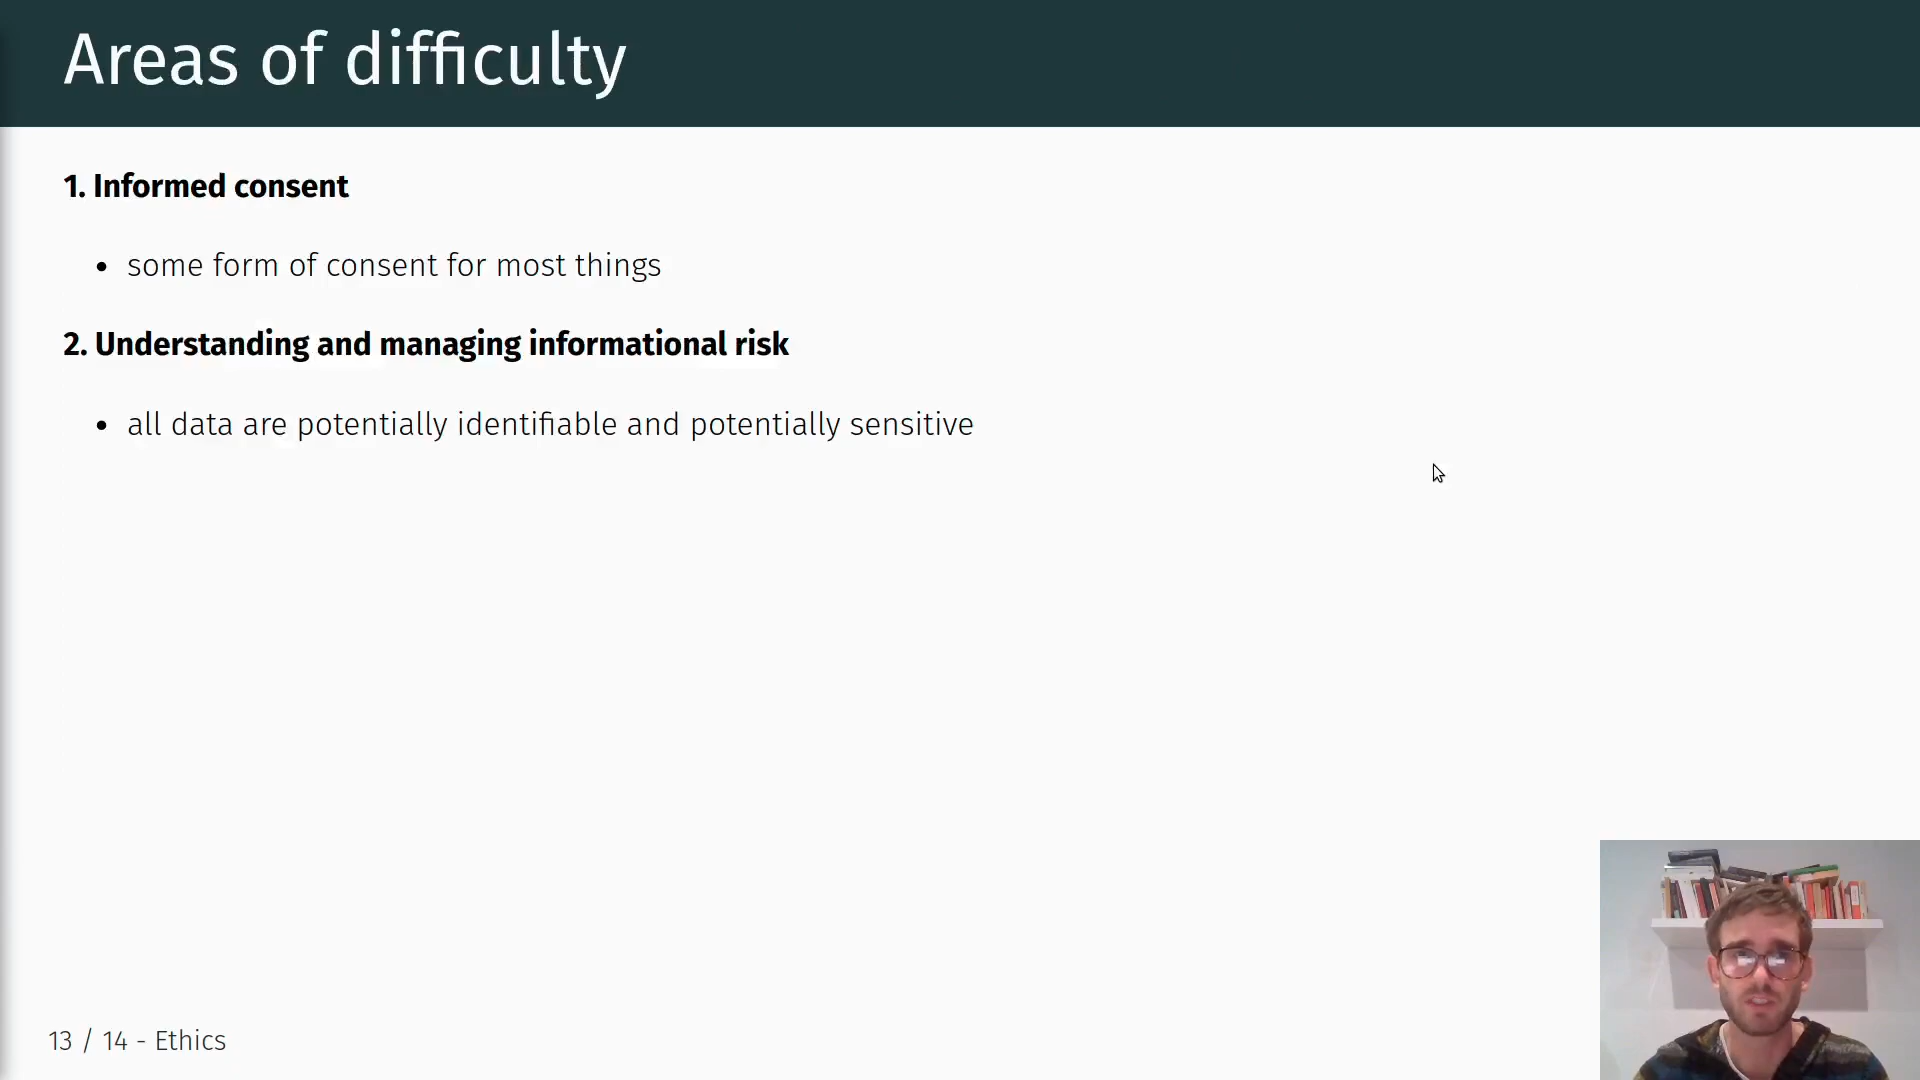 Areas of difficulty
1. Informed consent
• some form of consent for most things
2. Understanding and managing informational risk
• all data are potentially identifiable and potentially sensitive
13 / 14 - Ethics